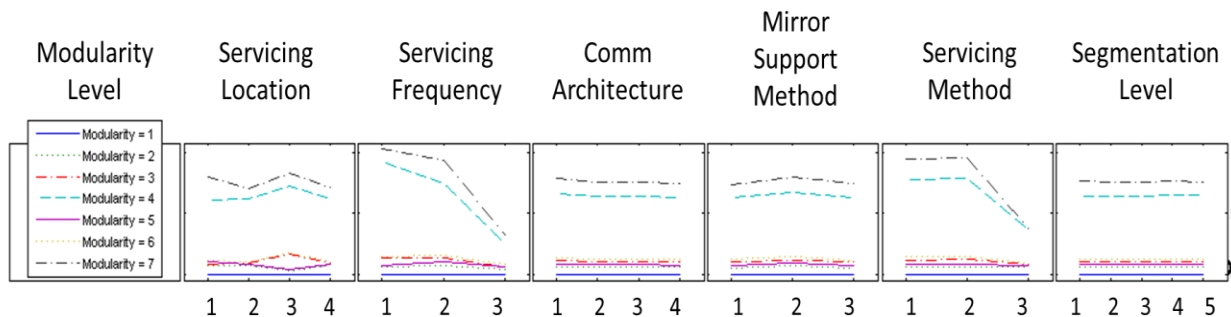 Modularity
Level
Servicing
Location
Servicing
Frequency
Comm
Architecture
Mirror
Support
Method
Servicing
Method
Segmentation
Level
Modularity = 1
Modularity = 2
Modularity = 3
Modularity = 4
Modularity = 5
Modularity = 6
Modularity = 7
1 2 3 4
1 2 3
1 2 3 4
1 2 3
1 2 3
1 2 3 4 5